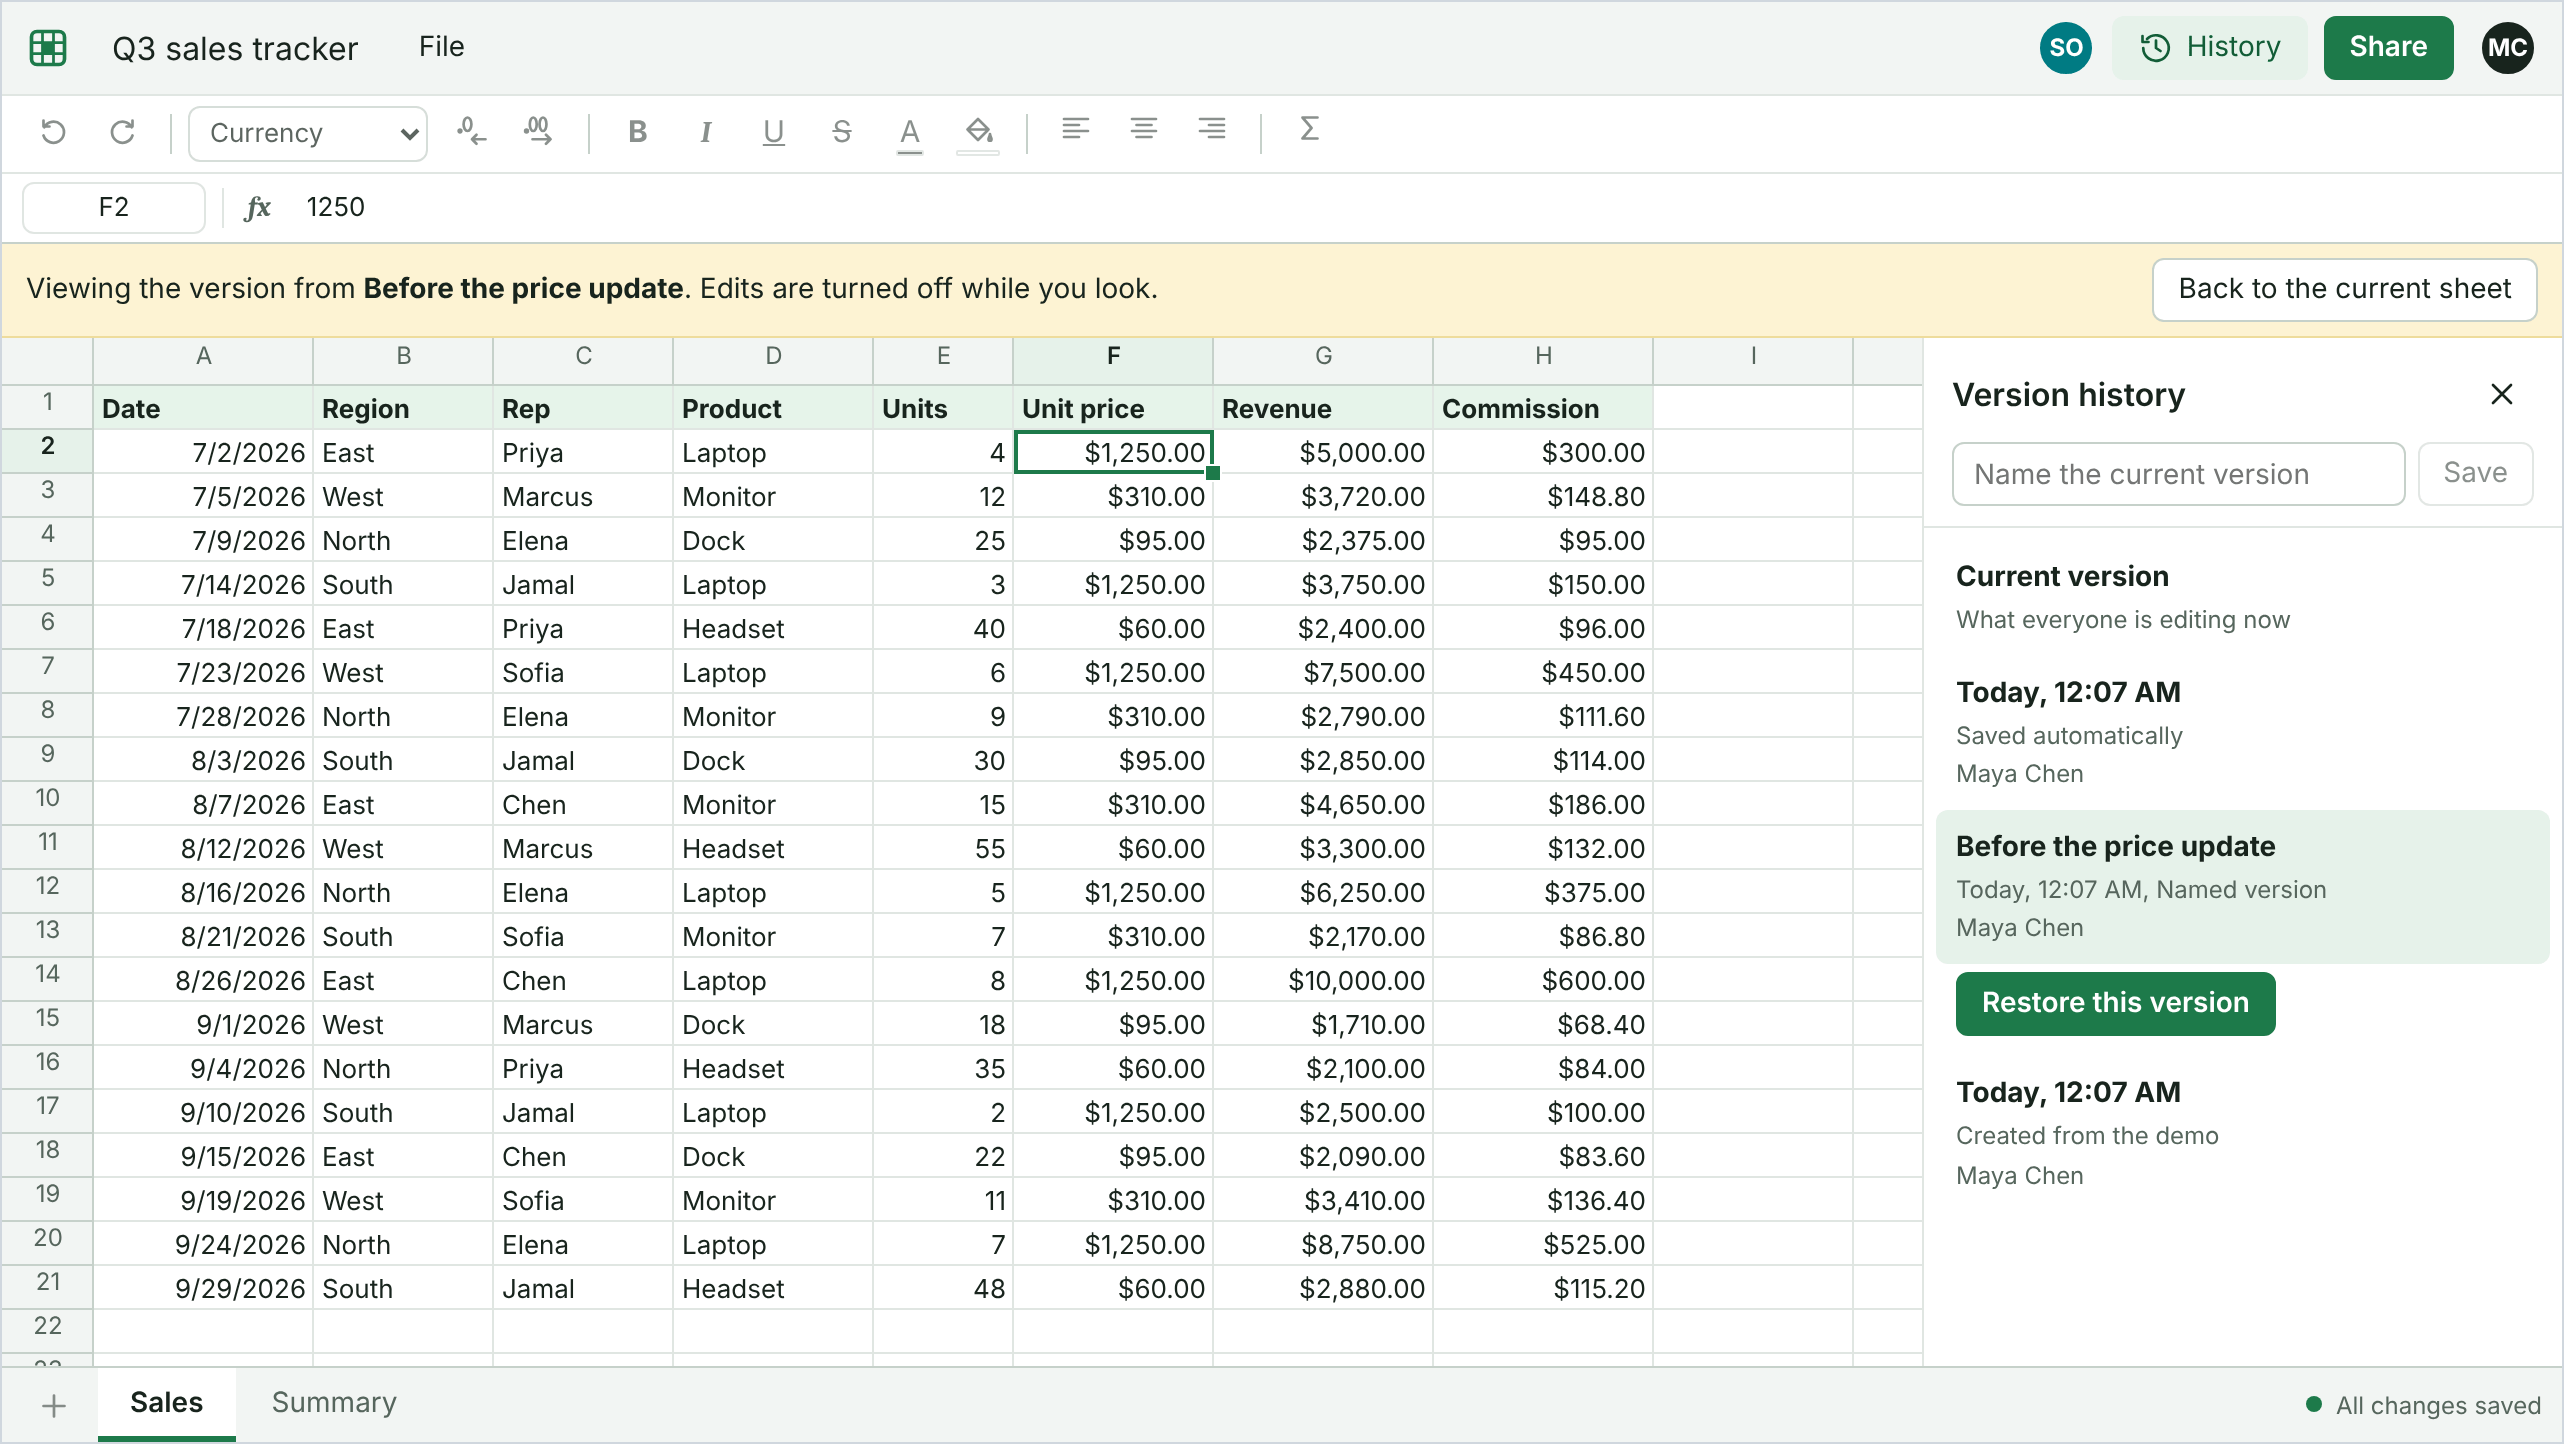 Q3 sales tracker File SO History Share MC
Currency .0 .00 B I U S A Σ
F2 fx 1250
Viewing the version from Before the price update. Edits are turned off while you look. Back to the current sheet
A B C D E F G H I
1 Date Region Rep Product Units Unit price Revenue Commission
2 7/2/2026 East Priya Laptop 4 $1,250.00 $5,000.00 $300.00
3 7/5/2026 West Marcus Monitor 12 $310.00 $3,720.00 $148.80
4 7/9/2026 North Elena Dock 25 $95.00 $2,375.00 $95.00
5 7/14/2026 South Jamal Laptop 3 $1,250.00 $3,750.00 $150.00
6 7/18/2026 East Priya Headset 40 $60.00 $2,400.00 $96.00
7 7/23/2026 West Sofia Laptop 6 $1,250.00 $7,500.00 $450.00
8 7/28/2026 North Elena Monitor 9 $310.00 $2,790.00 $111.60
9 8/3/2026 South Jamal Dock 30 $95.00 $2,850.00 $114.00
10 8/7/2026 East Chen Monitor 15 $310.00 $4,650.00 $186.00
11 8/12/2026 West Marcus Headset 55 $60.00 $3,300.00 $132.00
12 8/16/2026 North Elena Laptop 5 $1,250.00 $6,250.00 $375.00
13 8/21/2026 South Sofia Monitor 7 $310.00 $2,170.00 $86.80
14 8/26/2026 East Chen Laptop 8 $1,250.00 $10,000.00 $600.00
15 9/1/2026 West Marcus Dock 18 $95.00 $1,710.00 $68.40
16 9/4/2026 North Priya Headset 35 $60.00 $2,100.00 $84.00
17 9/10/2026 South Jamal Laptop 2 $1,250.00 $2,500.00 $100.00
18 9/15/2026 East Chen Dock 22 $95.00 $2,090.00 $83.60
19 9/19/2026 West Sofia Monitor 11 $310.00 $3,410.00 $136.40
20 9/24/2026 North Elena Laptop 7 $1,250.00 $8,750.00 $525.00
21 9/29/2026 South Jamal Headset 48 $60.00 $2,880.00 $115.20
22
Version history
Name the current version Save
Current version
What everyone is editing now
Today, 12:07 AM
Saved automatically
Maya Chen
Before the price update
Today, 12:07 AM, Named version
Maya Chen
Restore this version
Today, 12:07 AM
Created from the demo
Maya Chen
Sales Summary All changes saved